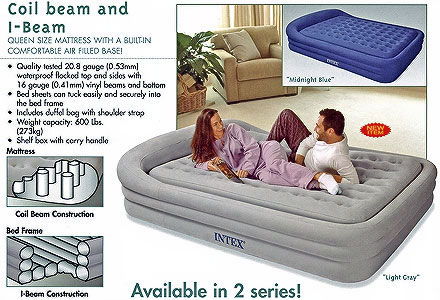 Coil beam and
I-Beam
QUEEN SIZE MATTRESS WITH A BUILT-IN
COMFORTABLE AIR FILLED BASE!
• Quality tested 20.8 gauge (0.53mm)
waterproof flocked top and sides with
16 gauge (0.41mm) vinyl beams and bottom
• Bed sheets can tuck easily and securely into
the bed frame
• Includes duffel bag with shoulder strap
• Weight capacity: 600 Lbs.
(273kg)
• Shelf box with carry handle
Mattress
Coil Beam Construction
Bed Frame
I-Beam Construction
INTEX
"Midnight Blue"
NEW
ITEM
INTEX
"Light Gray"
Available in 2 series!